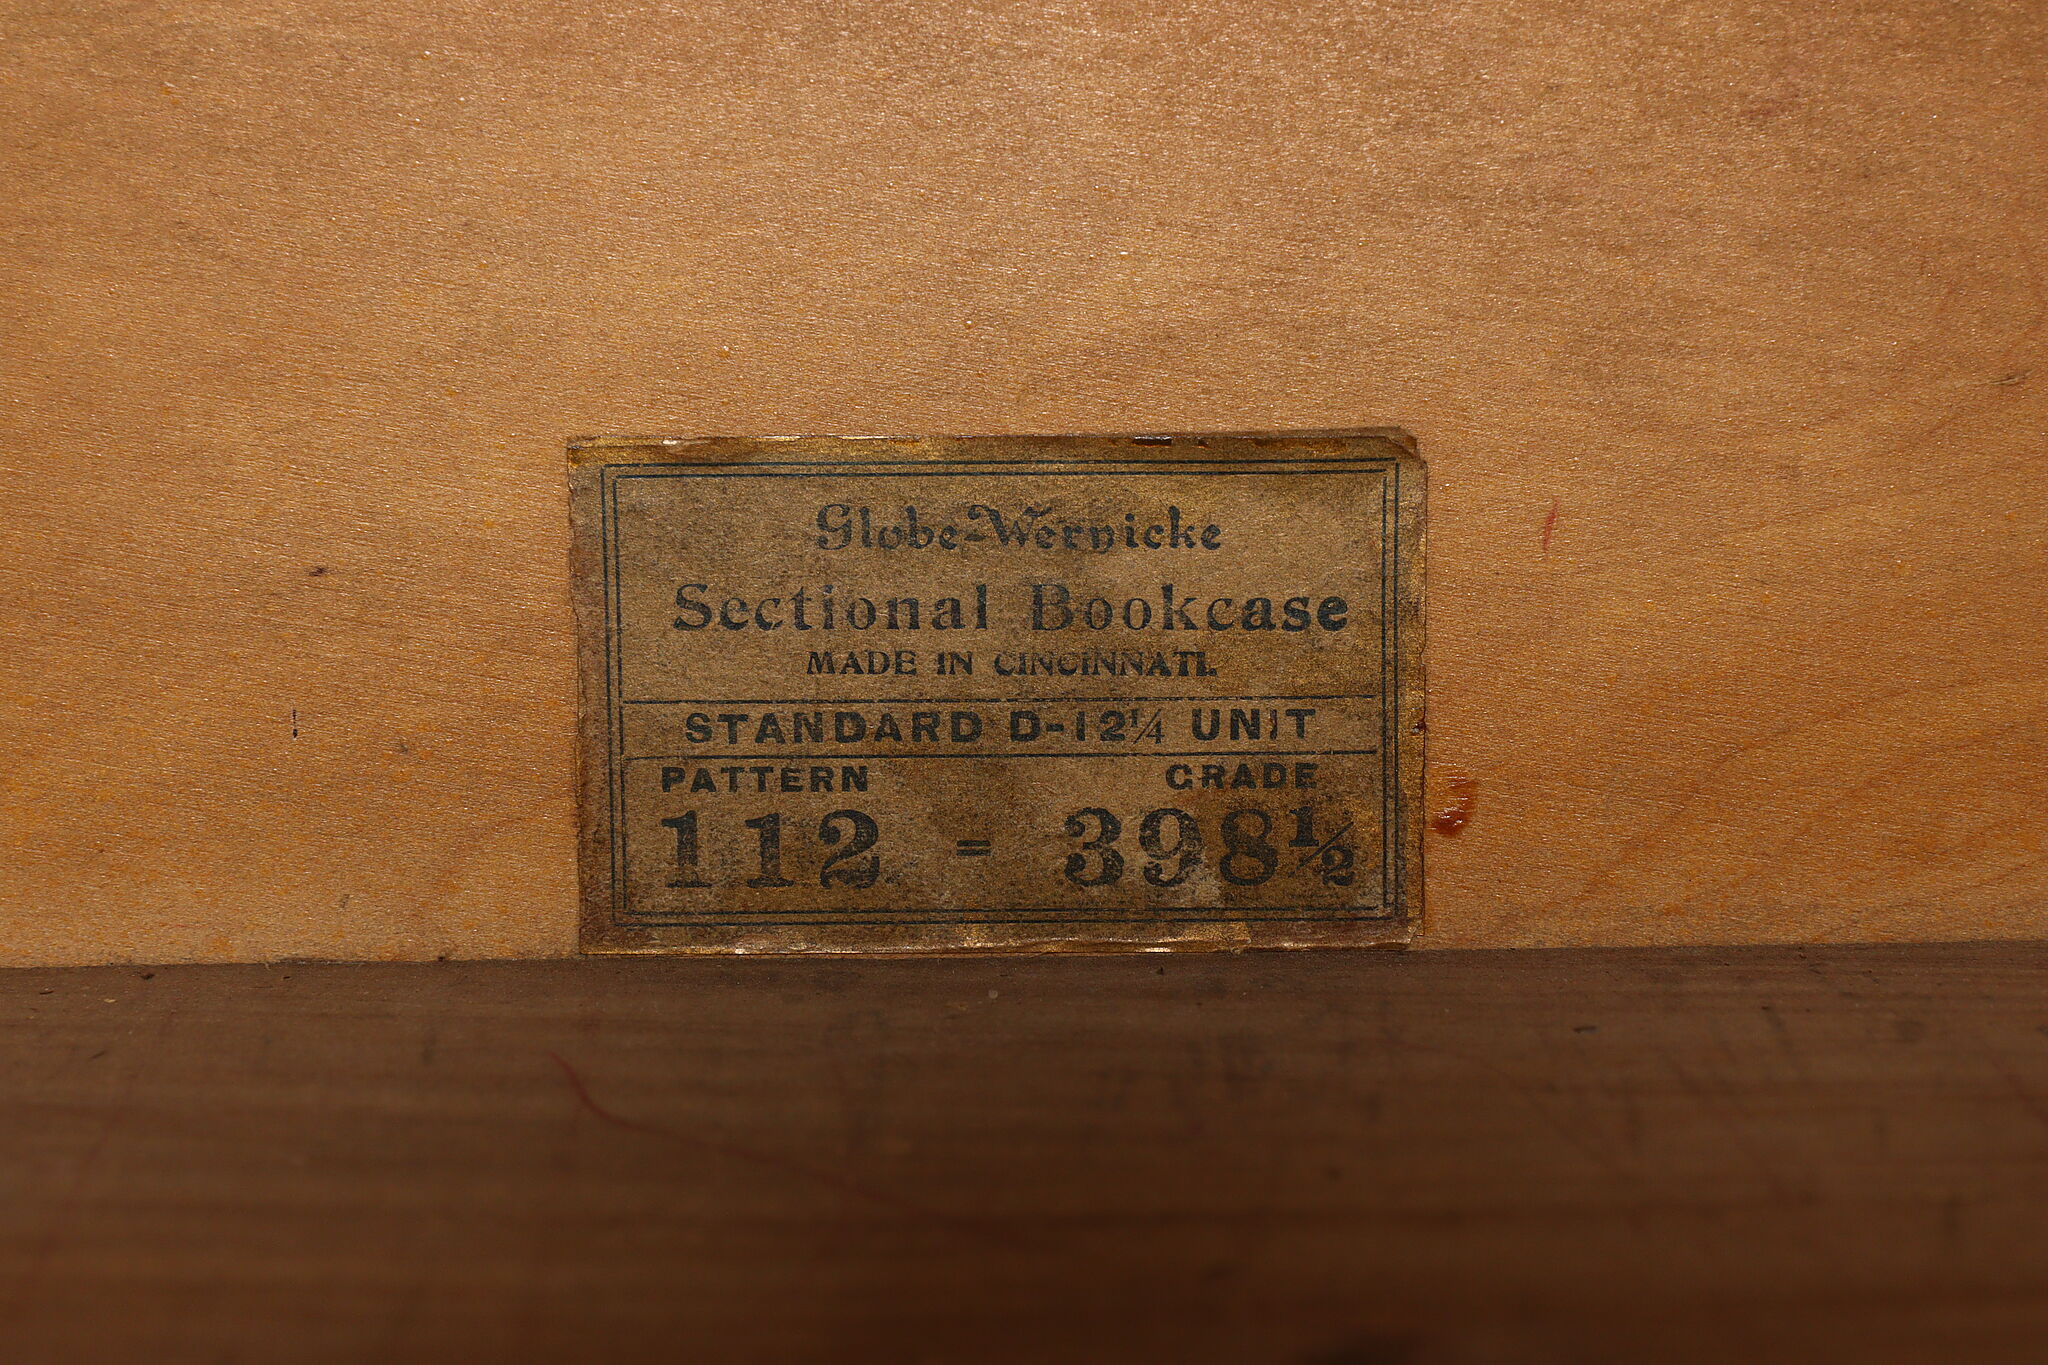 Globe-Wernicke
Sectional Bookcase
MADE IN CINCINNATI.
STANDARD D-12¼ UNIT
PATTERN GRADE
112 = 398½